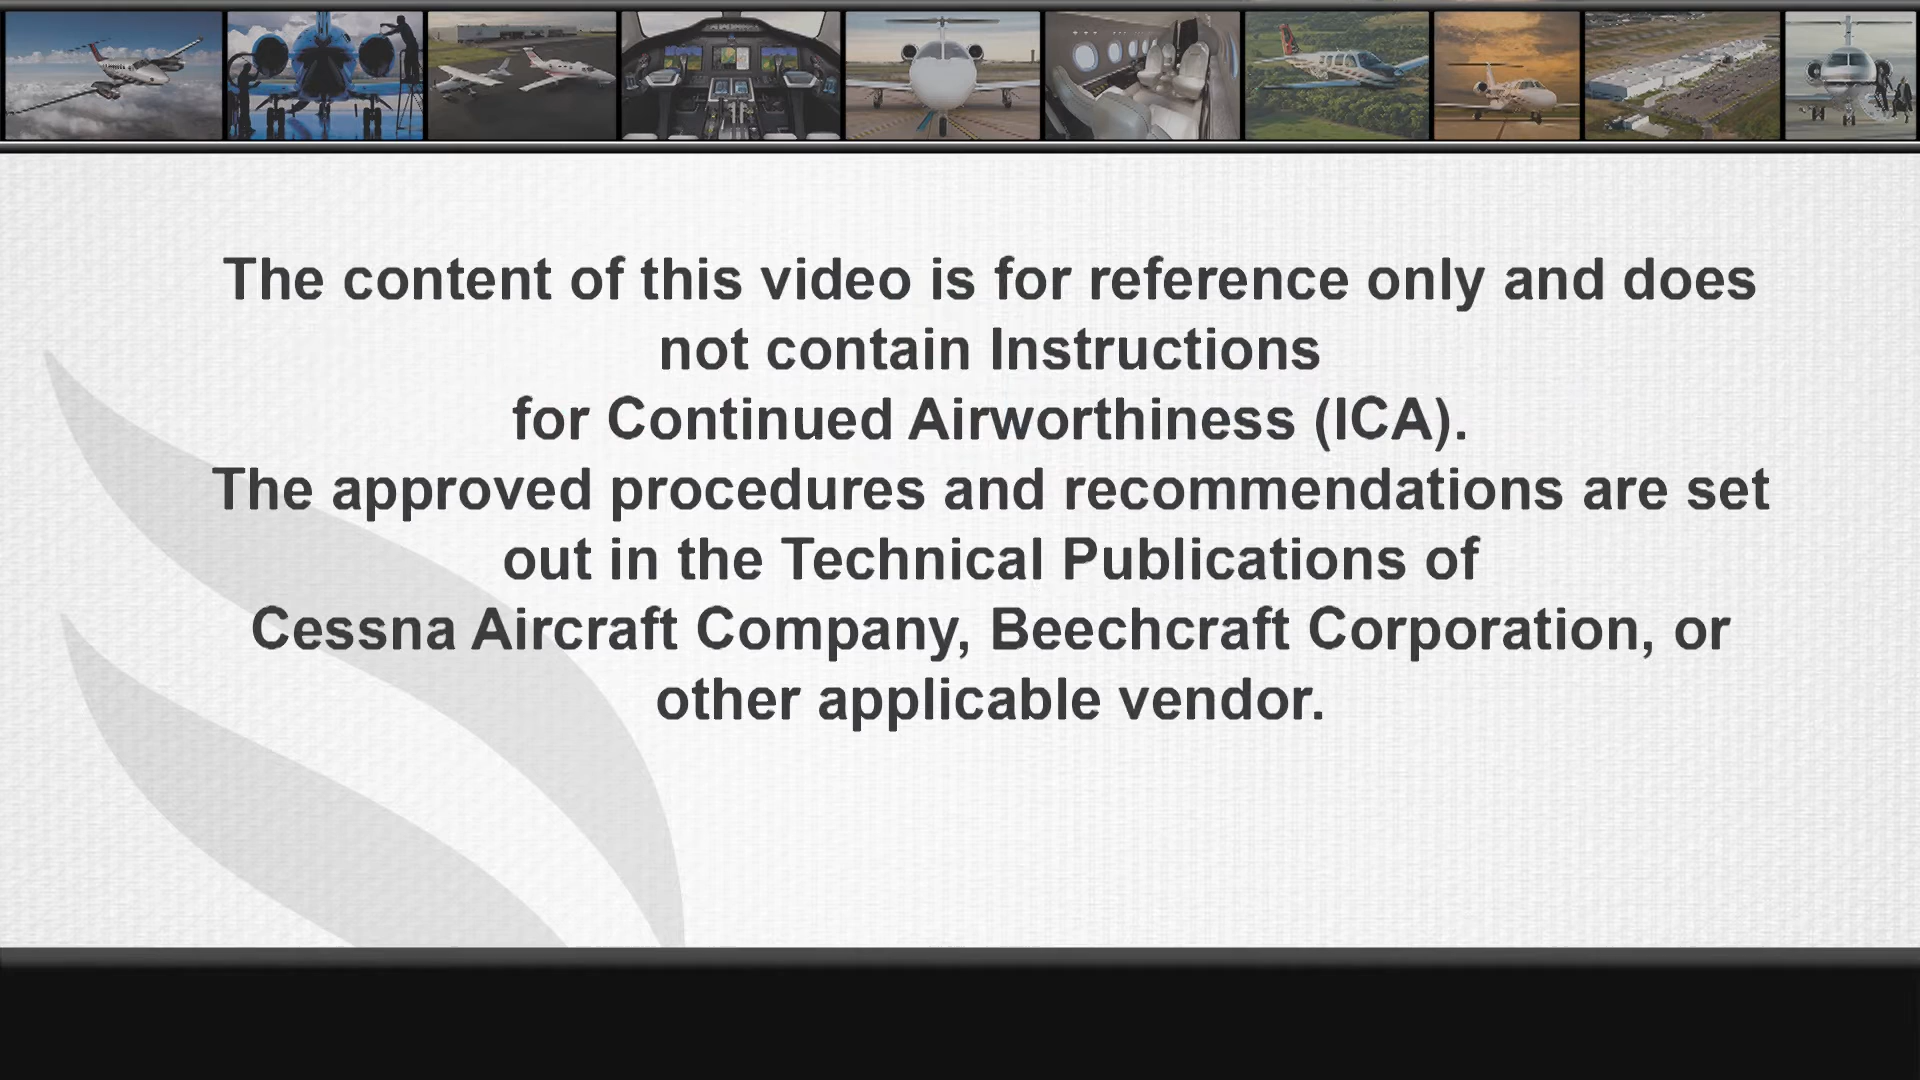 The content of this video is for reference only and does
not contain Instructions
for Continued Airworthiness (ICA).
The approved procedures and recommendations are set
out in the Technical Publications of
Cessna Aircraft Company, Beechcraft Corporation, or
other applicable vendor.